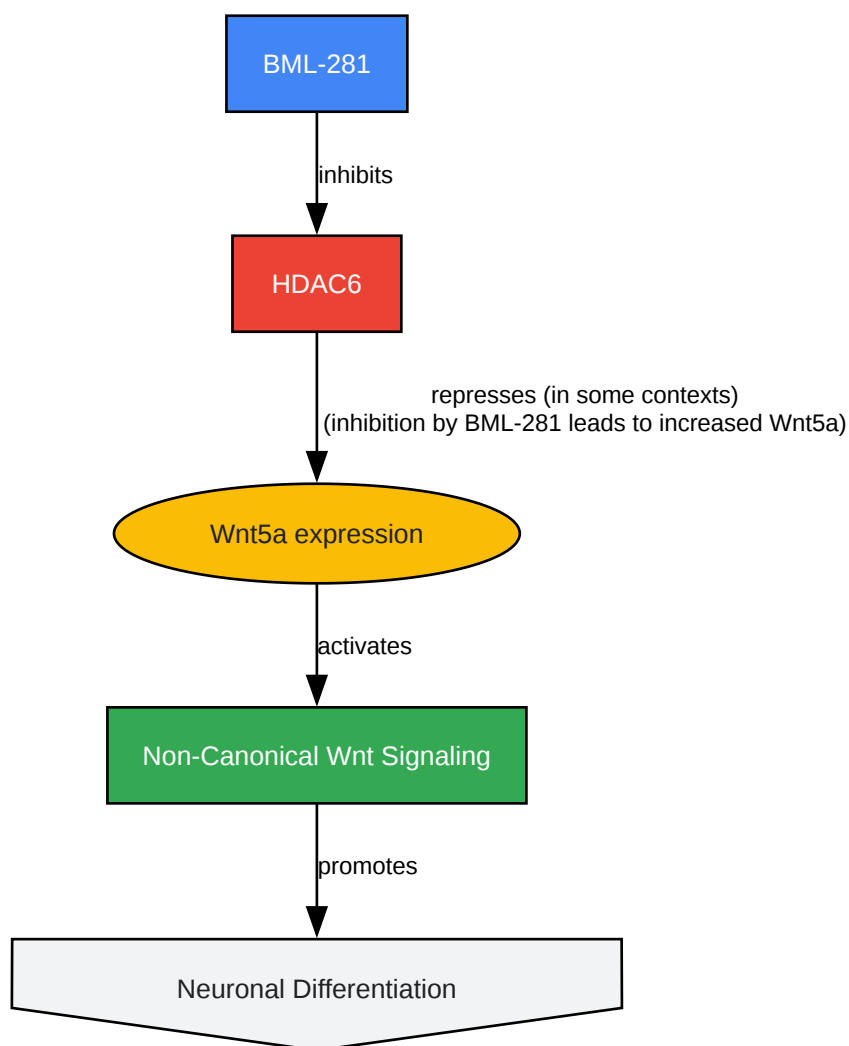 BML-281
inhibits
HDAC6
represses (in some contexts)
(inhibition by BML-281 leads to increased Wnt5a)
Wnt5a expression
activates
Non-Canonical Wnt Signaling
promotes
Neuronal Differentiation